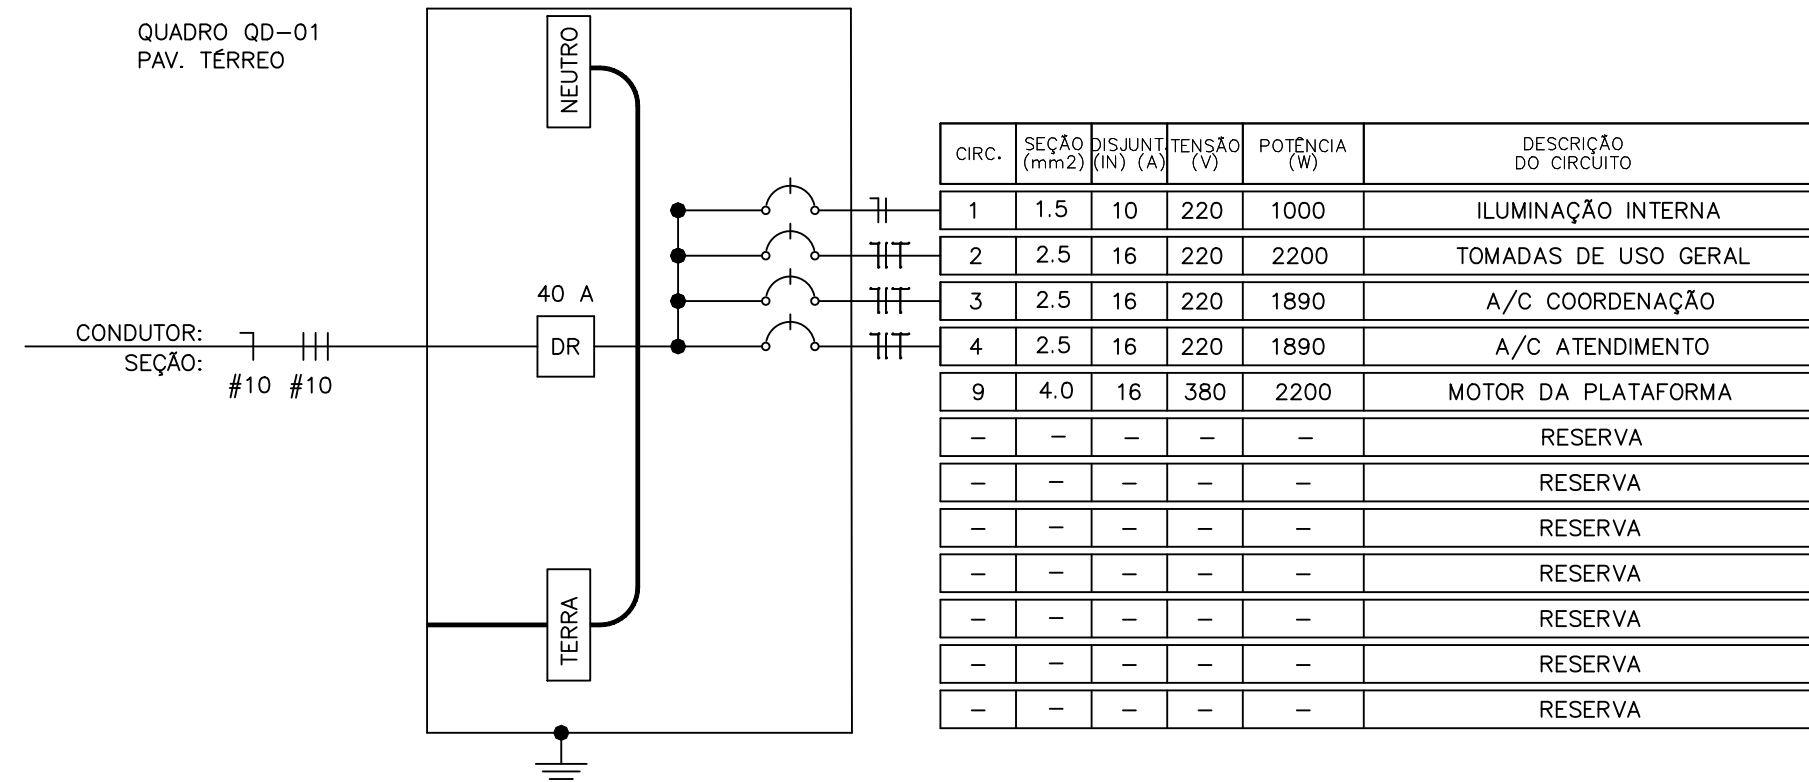 QUADRO QD-01
PAV. TÉRREO
NEUTRO
40 A
DR
CONDUTOR:
SEÇÃO:
#10 #10
TERRA
CIRC. SEÇÃO (mm2) DISJUNT. (IN) (A) TENSÃO (V) POTÊNCIA (W) DESCRIÇÃO DO CIRCUITO
1 1.5 10 220 1000 ILUMINAÇÃO INTERNA
2 2.5 16 220 2200 TOMADAS DE USO GERAL
3 2.5 16 220 1890 A/C COORDENAÇÃO
4 2.5 16 220 1890 A/C ATENDIMENTO
9 4.0 16 380 2200 MOTOR DA PLATAFORMA
- - - - - RESERVA
- - - - - RESERVA
- - - - - RESERVA
- - - - - RESERVA
- - - - - RESERVA
- - - - - RESERVA
- - - - - RESERVA